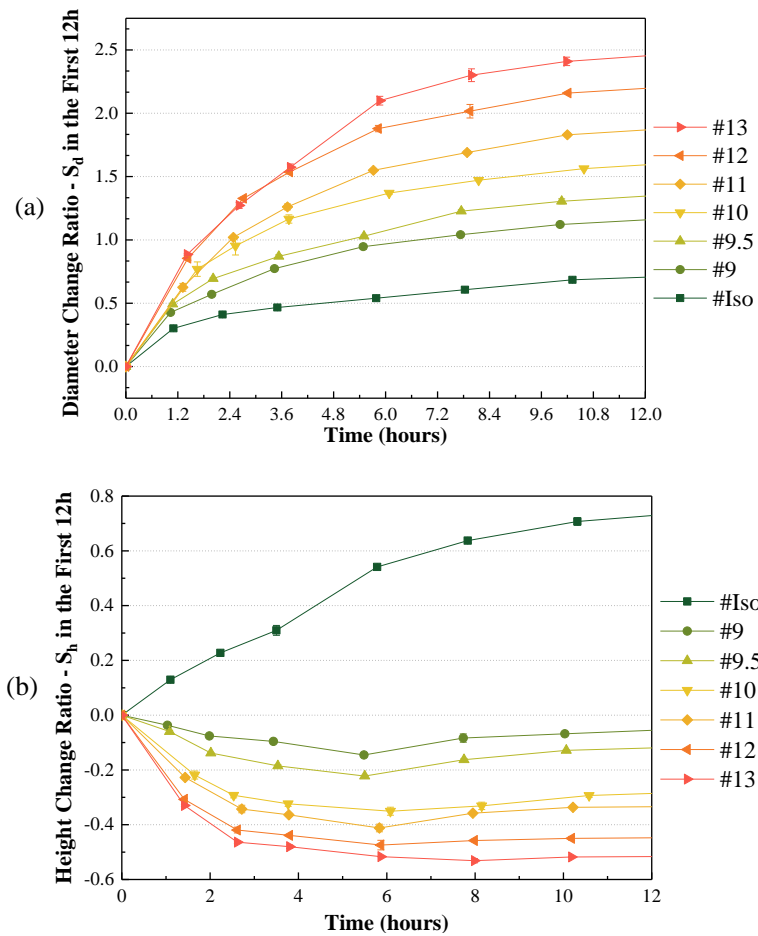 (a)
Diameter Change Ratio - S_d in the First 12h
2.5
2.0
1.5
1.0
0.5
0.0
0.0 1.2 2.4 3.6 4.8 6.0 7.2 8.4 9.6 10.8 12.0
Time (hours)
#13
#12
#11
#10
#9.5
#9
#Iso
(b)
Height Change Ratio - S_h in the First 12h
0.8
0.6
0.4
0.2
0.0
-0.2
-0.4
-0.6
0 2 4 6 8 10 12
Time (hours)
#Iso
#9
#9.5
#10
#11
#12
#13